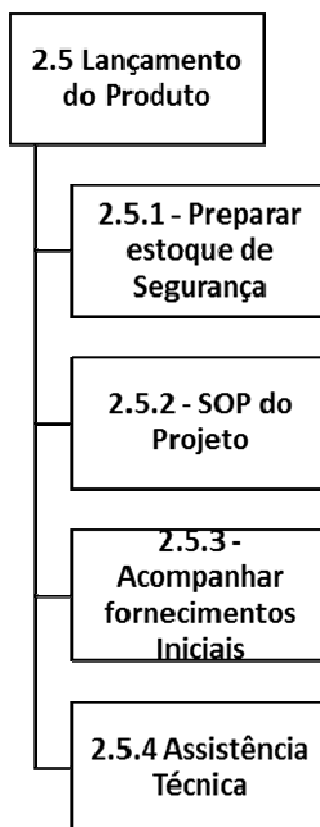 2.5 Lançamento
do Produto
2.5.1 - Preparar
estoque de
Segurança
2.5.2 - SOP do
Projeto
2.5.3 -
Acompanhar
fornecimentos
Iniciais
2.5.4 Assistência
Técnica